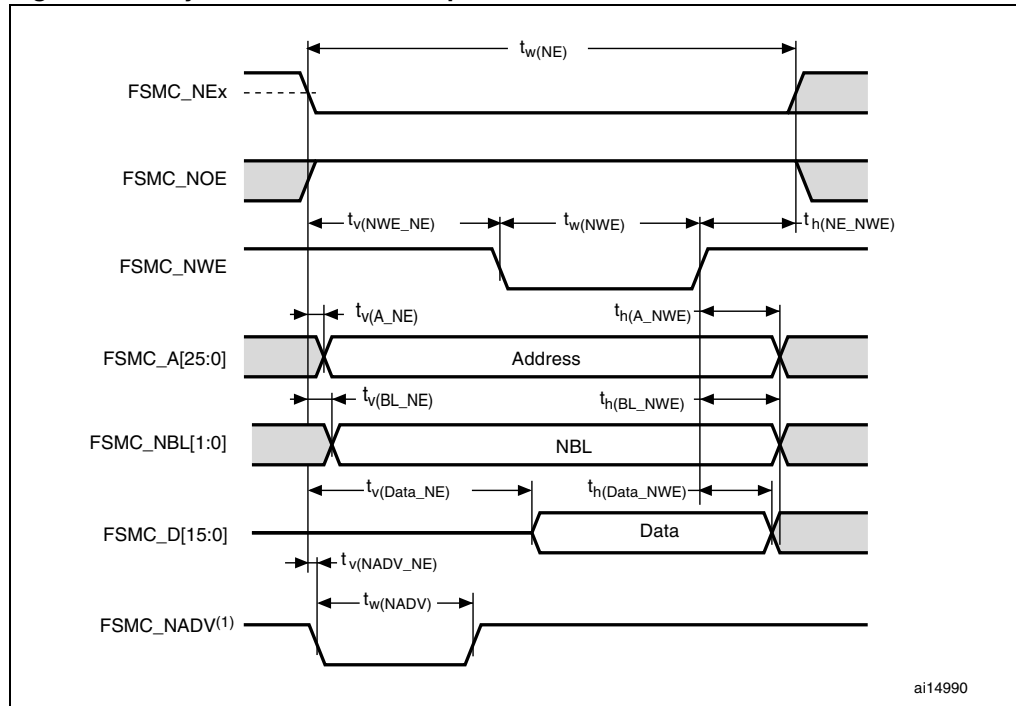 tw(NE)
FSMC_NEx
FSMC_NOE
tv(NWE_NE) tw(NWE) t h(NE_NWE)
FSMC_NWE
tv(A_NE) th(A_NWE)
FSMC_A[25:0] Address
tv(BL_NE) th(BL_NWE)
FSMC_NBL[1:0] NBL
tv(Data_NE) th(Data_NWE)
FSMC_D[15:0] Data
t v(NADV_NE)
tw(NADV)
FSMC_NADV(1)
ai14990